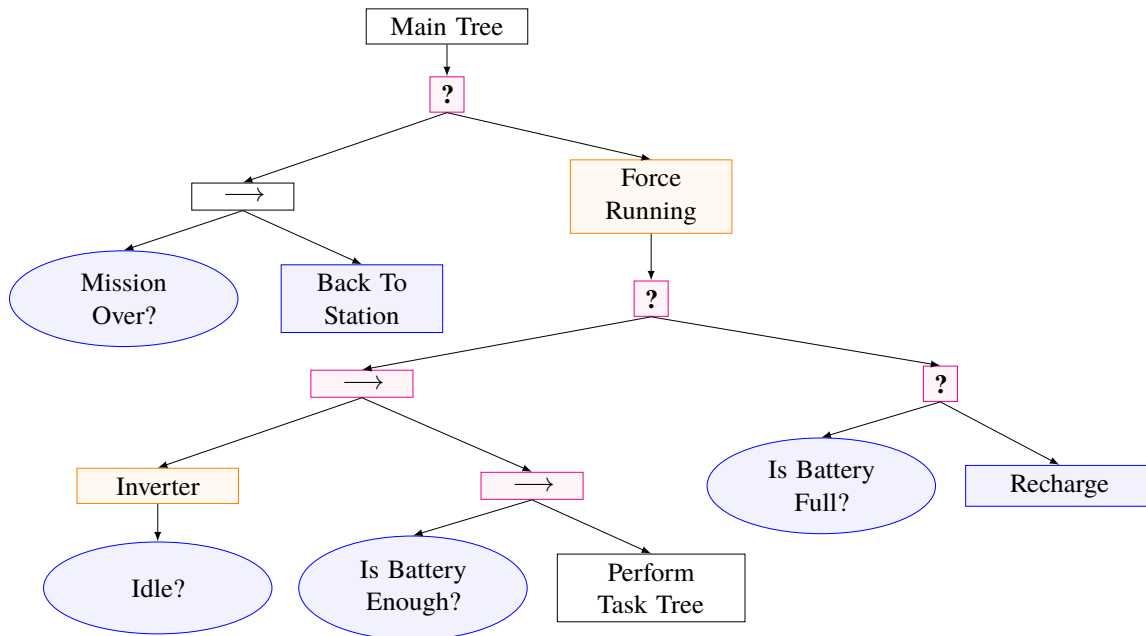 Main Tree
?
⟶
Force
Running
Mission
Over?
Back To
Station
?
⟶
?
Inverter
⟶
Is Battery
Full?
Recharge
Idle?
Is Battery
Enough?
Perform
Task Tree